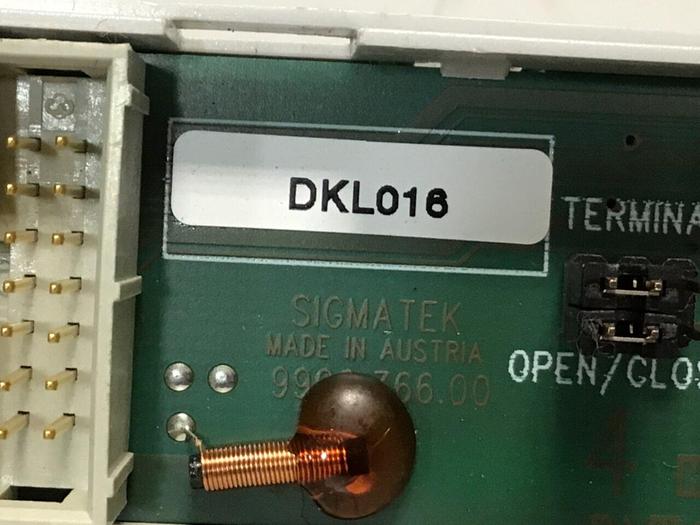 DKL016
TERMINA
SIGMATEK
MADE IN AUSTRIA
OPEN/CLOS